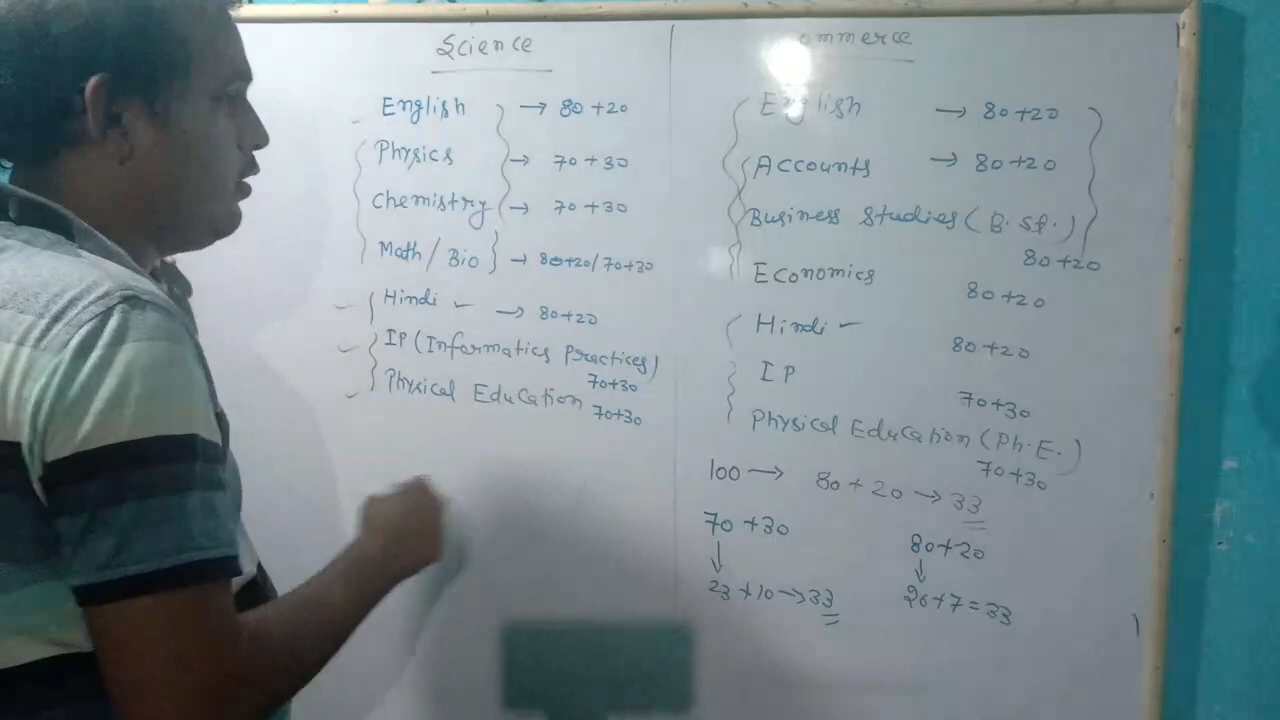 Science
English → 80+20
Physics → 70+30
Chemistry → 70+30
Math / Bio → 80+20/70+30
Hindi → 80+20
IP (Informatics Practices)
70+30
Physical Education
70+30
ommerce
English → 80+20
Accounts → 80+20
Business Studies (B. St.)
80+20
Economics
80+20
Hindi
80+20
IP
70+30
Physical Education (Ph.E.)
70+30
100 → 80+20 → 33
70+30
↓
23+10 → 33
80+20
↓
26+7=33